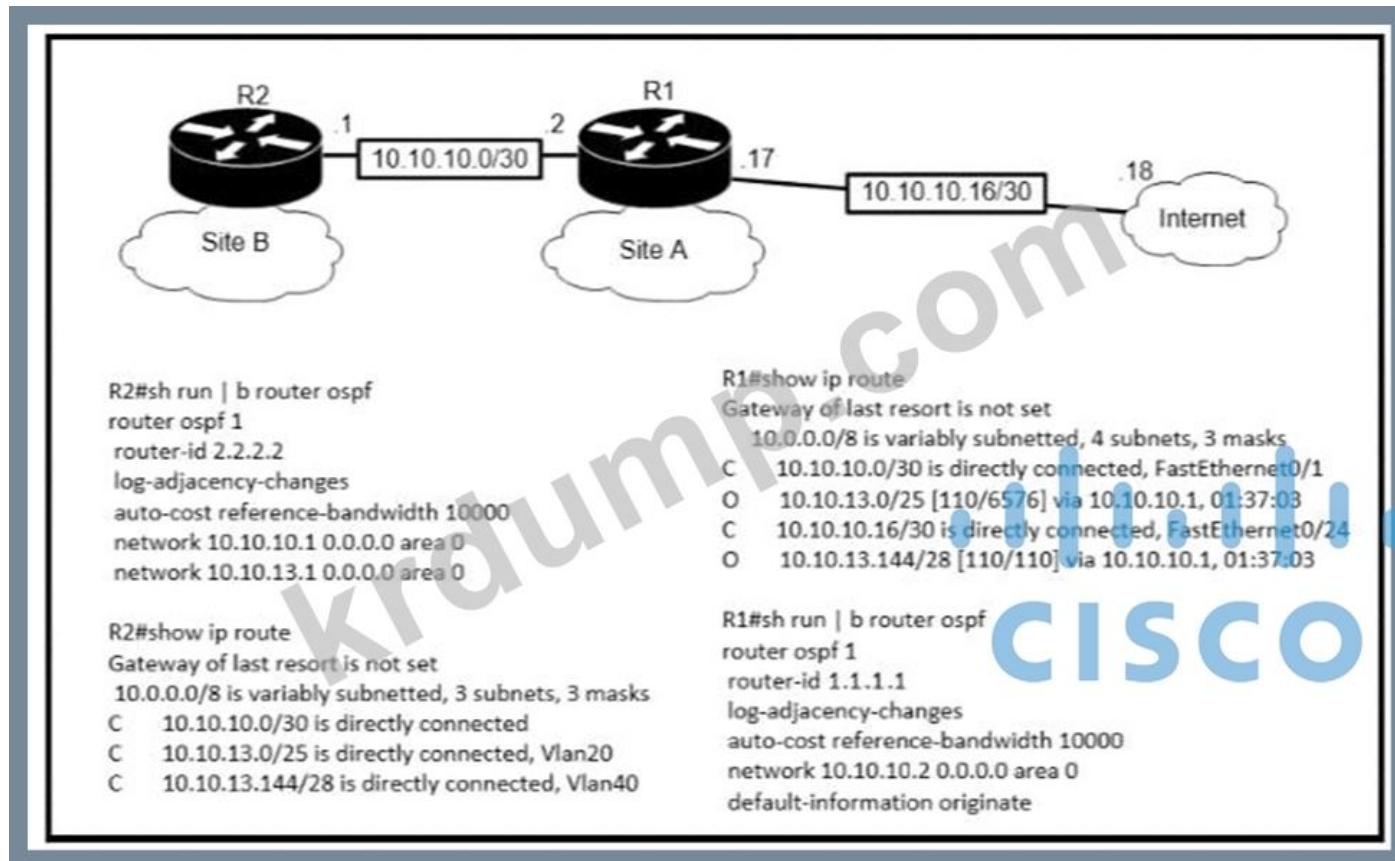 R2
R1
.1
.2
10.10.10.0/30
.17
10.10.10.16/30
.18
Internet
Site B
Site A
R2#sh run | b router ospf
router ospf 1
router-id 2.2.2.2
log-adjacency-changes
auto-cost reference-bandwidth 10000
network 10.10.10.1 0.0.0.0 area 0
network 10.10.13.1 0.0.0.0 area 0
R2#show ip route
Gateway of last resort is not set
10.0.0.0/8 is variably subnetted, 3 subnets, 3 masks
C 10.10.10.0/30 is directly connected
C 10.10.13.0/25 is directly connected, Vlan20
C 10.10.13.144/28 is directly connected, Vlan40
R1#show ip route
Gateway of last resort is not set
10.0.0.0/8 is variably subnetted, 4 subnets, 3 masks
C 10.10.10.0/30 is directly connected, FastEthernet0/1
O 10.10.13.0/25 [110/6576] via 10.10.10.1, 01:37:03
C 10.10.10.16/30 is directly connected, FastEthernet0/24
O 10.10.13.144/28 [110/110] via 10.10.10.1, 01:37:03
R1#sh run | b router ospf
router ospf 1
router-id 1.1.1.1
log-adjacency-changes
auto-cost reference-bandwidth 10000
network 10.10.10.2 0.0.0.0 area 0
default-information originate
krdump.com
CISCO